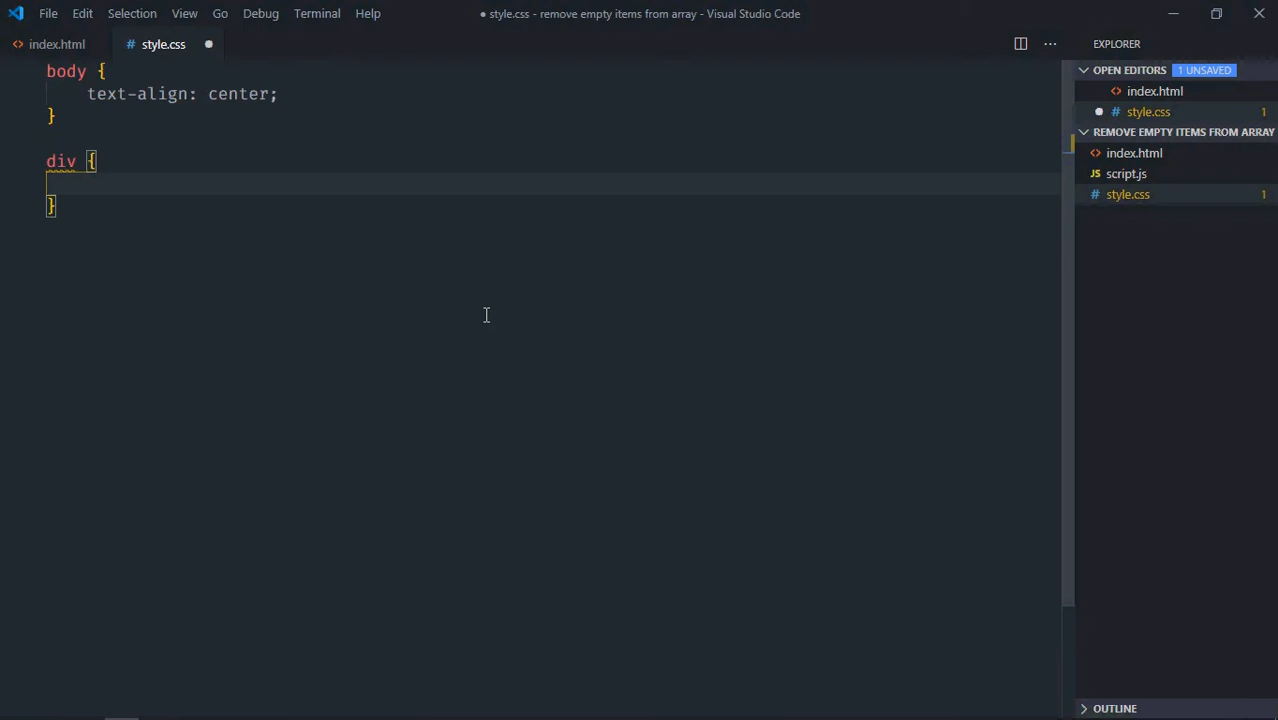 File Edit Selection View Go Debug Terminal Help
● style.css - remove empty items from array - Visual Studio Code
<> index.html
# style.css ●
EXPLORER
OPEN EDITORS 1 UNSAVED
<> index.html
● # style.css 1
REMOVE EMPTY ITEMS FROM ARRAY
<> index.html
JS script.js
# style.css 1
OUTLINE
body {
text-align: center;
}
div {
}